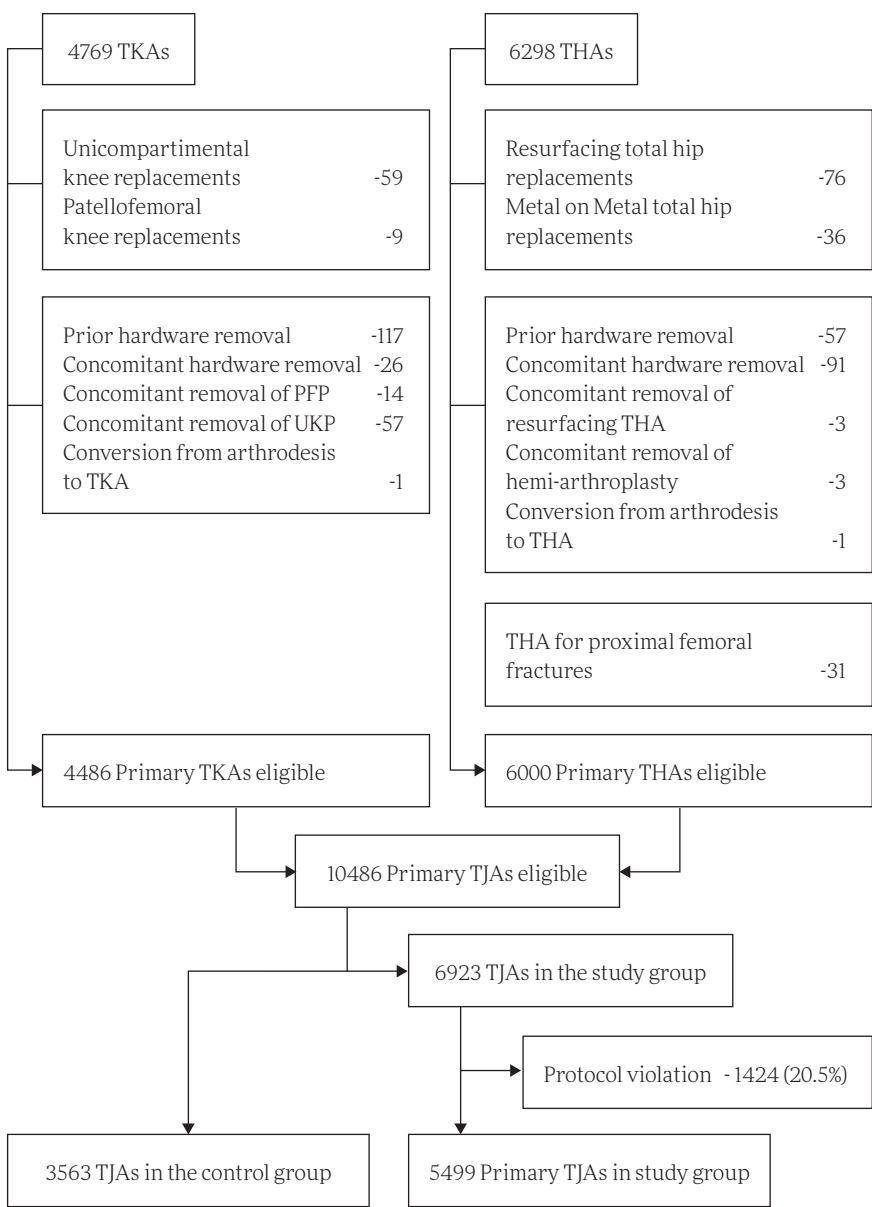 4769 TKAs
6298 THAs
Unicompartimental
knee replacements -59
Patellofemoral
knee replacements -9
Resurfacing total hip
replacements -76
Metal on Metal total hip
replacements -36
Prior hardware removal -117
Concomitant hardware removal -26
Concomitant removal of PFP -14
Concomitant removal of UKP -57
Conversion from arthrodesis
to TKA -1
Prior hardware removal -57
Concomitant hardware removal -91
Concomitant removal of
resurfacing THA -3
Concomitant removal of
hemi-arthroplasty -3
Conversion from arthrodesis
to THA -1
THA for proximal femoral
fractures -31
4486 Primary TKAs eligible
6000 Primary THAs eligible
10486 Primary TJAs eligible
6923 TJAs in the study group
Protocol violation - 1424 (20.5%)
3563 TJAs in the control group
5499 Primary TJAs in study group